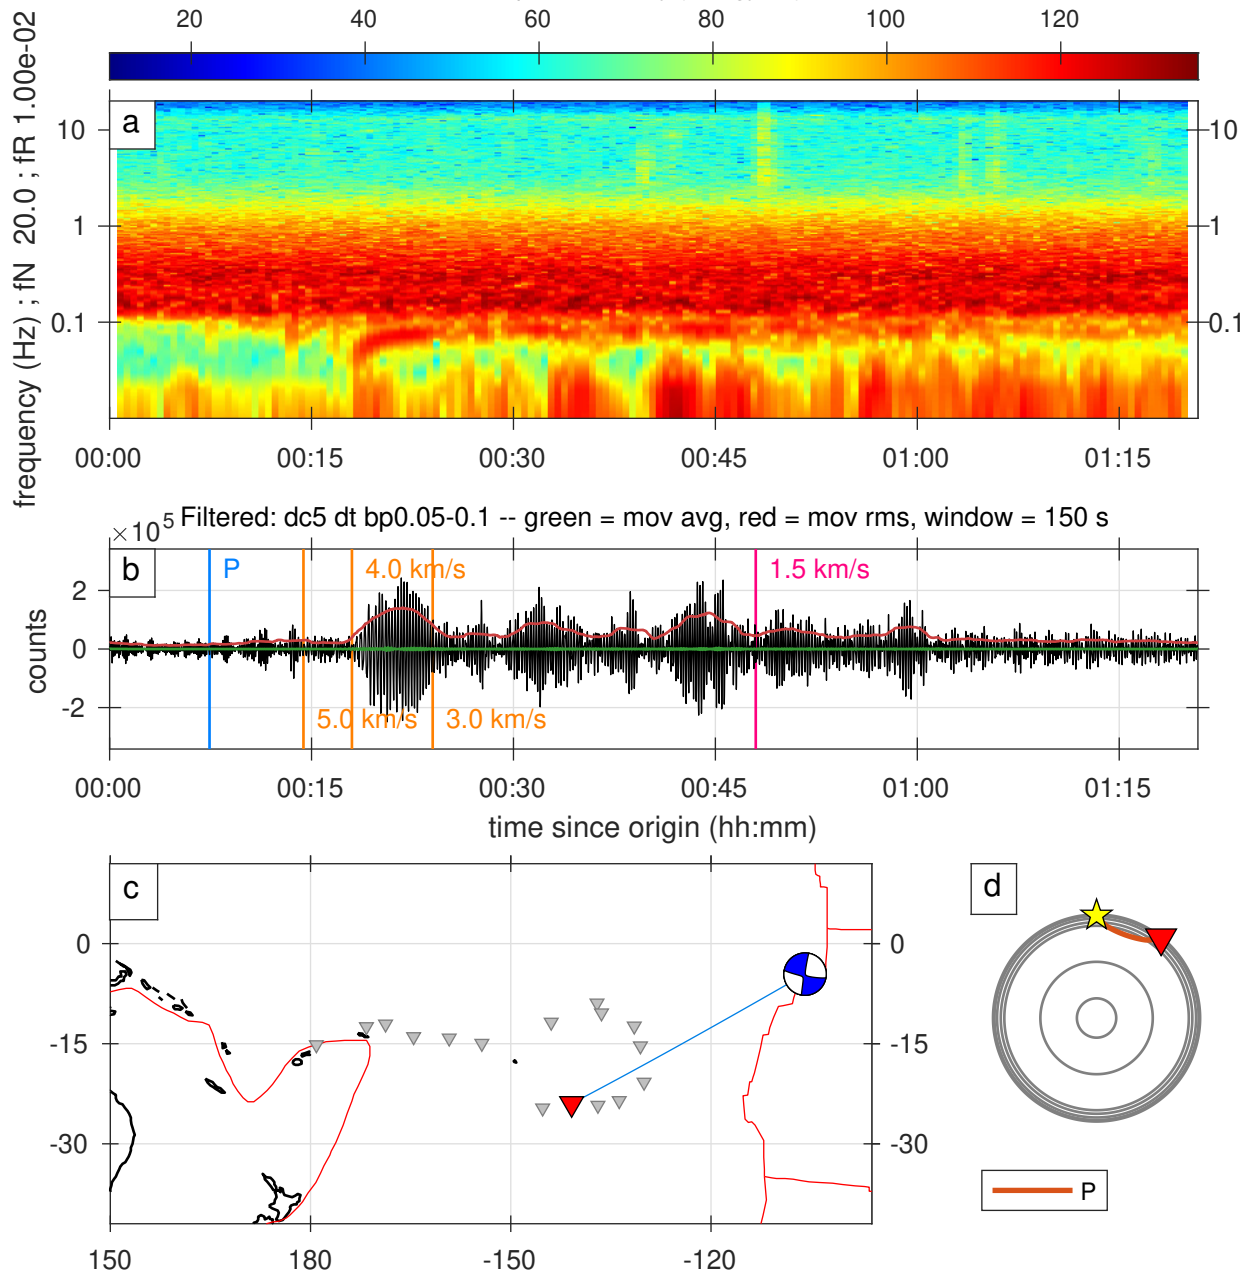 20 40 60 80 100 120
frequency (Hz) ; fN 20.0 ; fR 1.00e-02
a
10 10
1 1
0.1 0.1
00:00 00:15 00:30 00:45 01:00 01:15
×10⁵ Filtered: dc5 dt bp0.05-0.1 -- green = mov avg, red = mov rms, window = 150 s
b
P 4.0 km/s 1.5 km/s
counts
2
0
-2
5.0 km/s 3.0 km/s
00:00 00:15 00:30 00:45 01:00 01:15
time since origin (hh:mm)
c
d
0 0
-15 -15
-30 -30
P
150 180 -150 -120